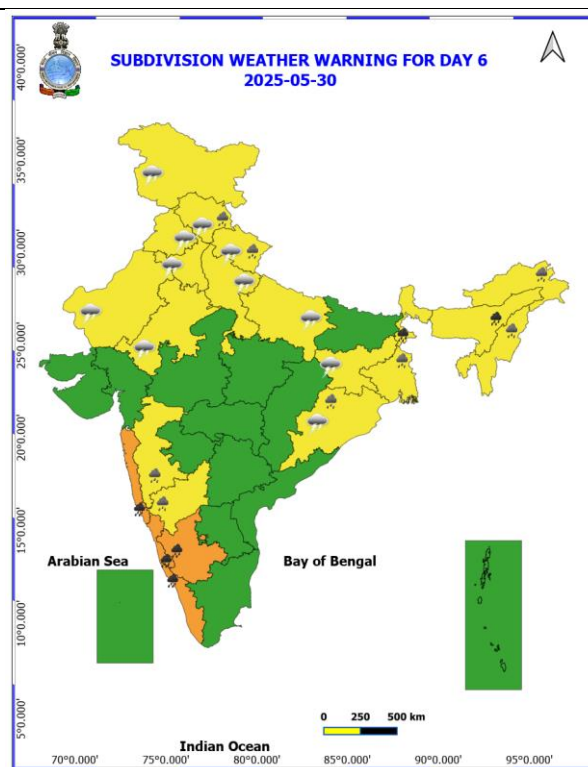 SUBDIVISION WEATHER WARNING FOR DAY 6
2025-05-30
40°0.000'
35°0.000'
30°0.000'
25°0.000'
20°0.000'
15°0.000'
10°0.000'
5°0.000'
Arabian Sea
Bay of Bengal
0 250 500 km
Indian Ocean
70°0.000' 75°0.000' 80°0.000' 85°0.000' 90°0.000' 95°0.000'